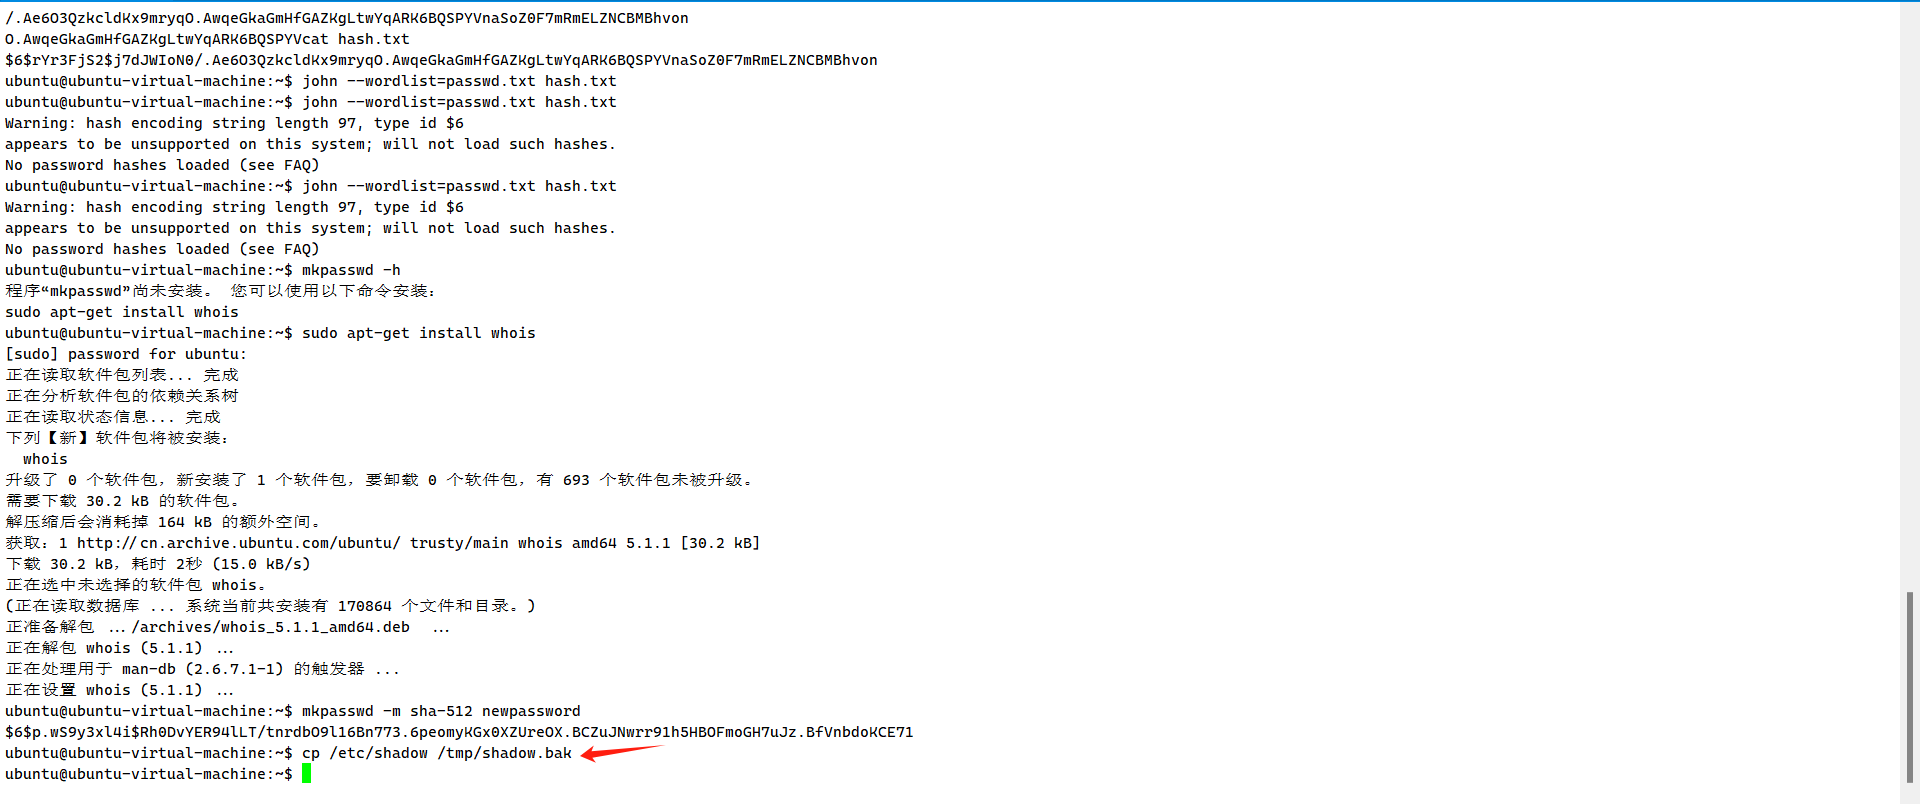 /.Ae6O3QzkcldKx9mryqO.AwqeGkaGmHfGAZKgLtwYqARK6BQSPYVnaSoZ0F7mRmELZNCBMBhvon
O.AwqeGkaGmHfGAZKgLtwYqARK6BQSPYVcat hash.txt
$6$rYr3FjS2$j7dJWIoN0/.Ae6O3QzkcldKx9mryqO.AwqeGkaGmHfGAZKgLtwYqARK6BQSPYVnaSoZ0F7mRmELZNCBMBhvon
ubuntu@ubuntu-virtual-machine:~$ john --wordlist=passwd.txt hash.txt
ubuntu@ubuntu-virtual-machine:~$ john --wordlist=passwd.txt hash.txt
Warning: hash encoding string length 97, type id $6
appears to be unsupported on this system; will not load such hashes.
No password hashes loaded (see FAQ)
ubuntu@ubuntu-virtual-machine:~$ john --wordlist=passwd.txt hash.txt
Warning: hash encoding string length 97, type id $6
appears to be unsupported on this system; will not load such hashes.
No password hashes loaded (see FAQ)
ubuntu@ubuntu-virtual-machine:~$ mkpasswd -h
程序“mkpasswd”尚未安装。 您可以使用以下命令安装：
sudo apt-get install whois
ubuntu@ubuntu-virtual-machine:~$ sudo apt-get install whois
[sudo] password for ubuntu:
正在读取软件包列表... 完成
正在分析软件包的依赖关系树
正在读取状态信息... 完成
下列【新】软件包将被安装：
whois
升级了 0 个软件包，新安装了 1 个软件包，要卸载 0 个软件包，有 693 个软件包未被升级。
需要下载 30.2 kB 的软件包。
解压缩后会消耗掉 164 kB 的额外空间。
获取：1 http://cn.archive.ubuntu.com/ubuntu/ trusty/main whois amd64 5.1.1 [30.2 kB]
下载 30.2 kB，耗时 2秒 (15.0 kB/s)
正在选中未选择的软件包 whois。
(正在读取数据库 ... 系统当前共安装有 170864 个文件和目录。)
正准备解包 .../archives/whois_5.1.1_amd64.deb  ...
正在解包 whois (5.1.1) ...
正在处理用于 man-db (2.6.7.1-1) 的触发器 ...
正在设置 whois (5.1.1) ...
ubuntu@ubuntu-virtual-machine:~$ mkpasswd -m sha-512 newpassword
$6$p.wS9y3xl4i$Rh0DvYER94lLT/tnrdbO9l16Bn773.6peomyKGx0XZUreOX.BCZuJNwrr91h5HBOFmoGH7uJz.BfVnbdoKCE71
ubuntu@ubuntu-virtual-machine:~$ cp /etc/shadow /tmp/shadow.bak
ubuntu@ubuntu-virtual-machine:~$